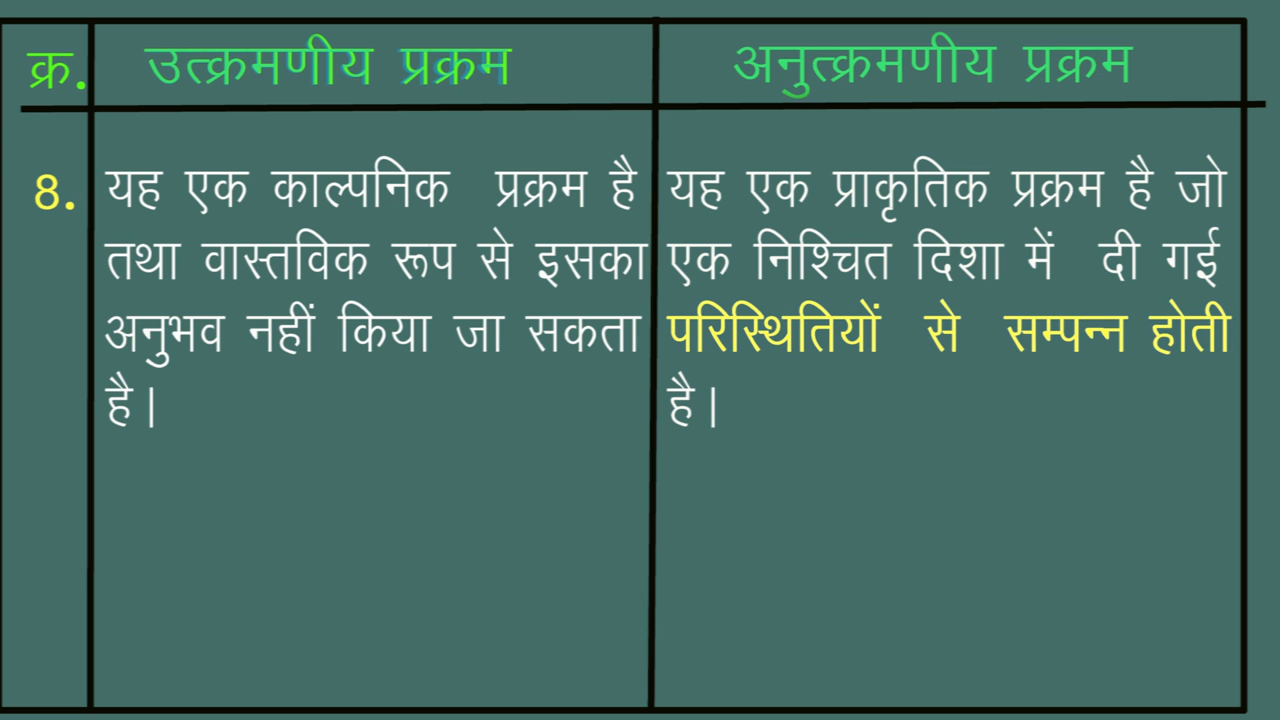 क्र. उत्क्रमणीय प्रक्रम अनुत्क्रमणीय प्रक्रम
8.
यह एक काल्पनिक प्रक्रम है
तथा वास्तविक रूप से इसका
अनुभव नहीं किया जा सकता
है।
यह एक प्राकृतिक प्रक्रम है जो
एक निश्चित दिशा में दी गई
परिस्थितियों से सम्पन्न होती
है।